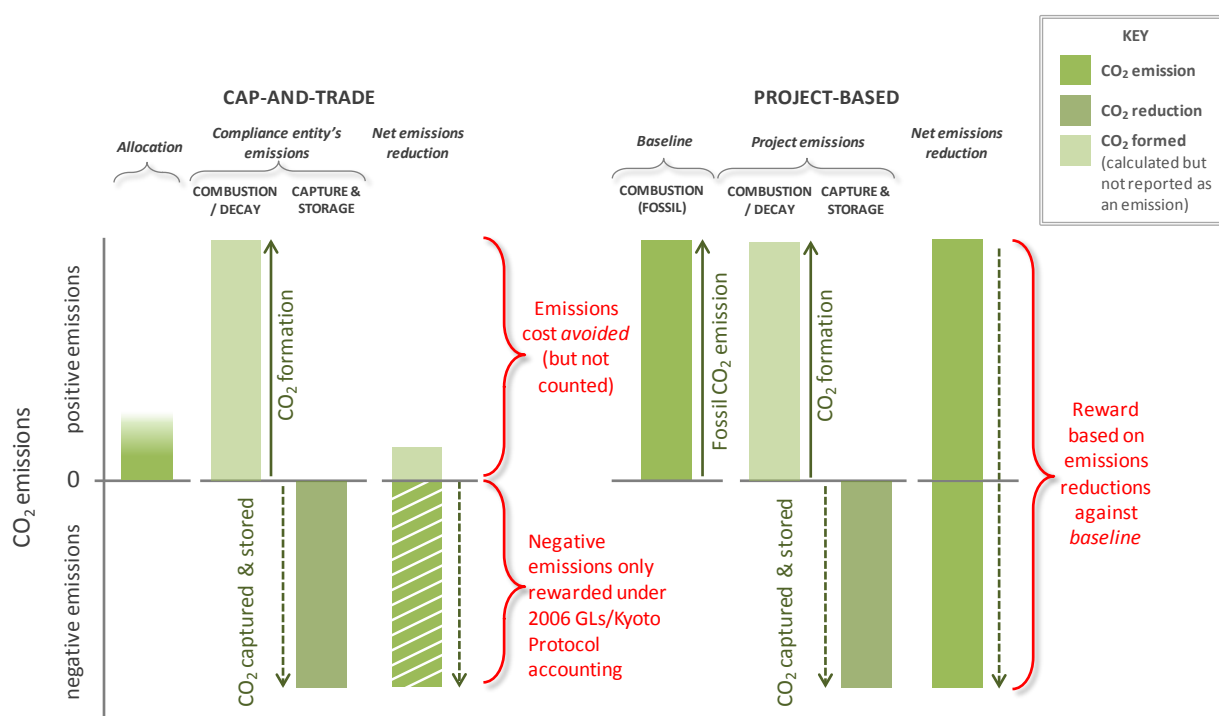 KEY
CO₂ emission
CO₂ reduction
CO₂ formed
(calculated but
not reported as
an emission)
CAP-AND-TRADE
PROJECT-BASED
Allocation
Compliance entity's
emissions
Net emissions
reduction
Baseline
Project emissions
Net emissions
reduction
COMBUSTION
/ DECAY
CAPTURE &
STORAGE
COMBUSTION
(FOSSIL)
COMBUSTION
/ DECAY
CAPTURE &
STORAGE
CO₂ emissions
positive emissions
0
negative emissions
CO₂ formation
CO₂ captured & stored
Emissions
cost avoided
(but not
counted)
Negative
emissions only
rewarded under
2006 GLs/Kyoto
Protocol
accounting
Fossil CO₂ emission
CO₂ formation
CO₂ captured & stored
Reward
based on
emissions
reductions
against
baseline